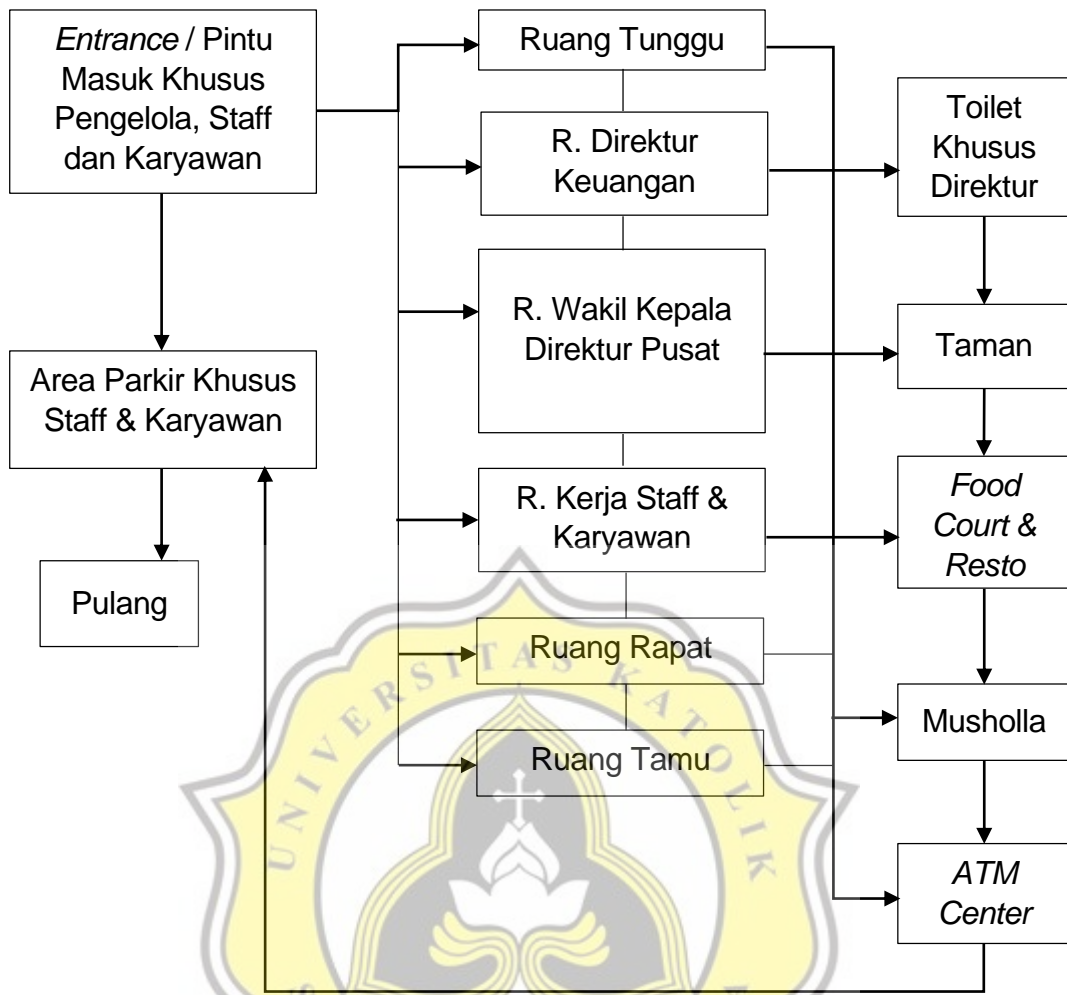 Entrance / Pintu
Masuk Khusus
Pengelola, Staff
dan Karyawan
Area Parkir Khusus
Staff & Karyawan
Pulang
Ruang Tunggu
R. Direktur
Keuangan
R. Wakil Kepala
Direktur Pusat
R. Kerja Staff &
Karyawan
Ruang Rapat
Ruang Tamu
Toilet
Khusus
Direktur
Taman
Food
Court &
Resto
Musholla
ATM
Center
UNIVERSITAS KATOLIK